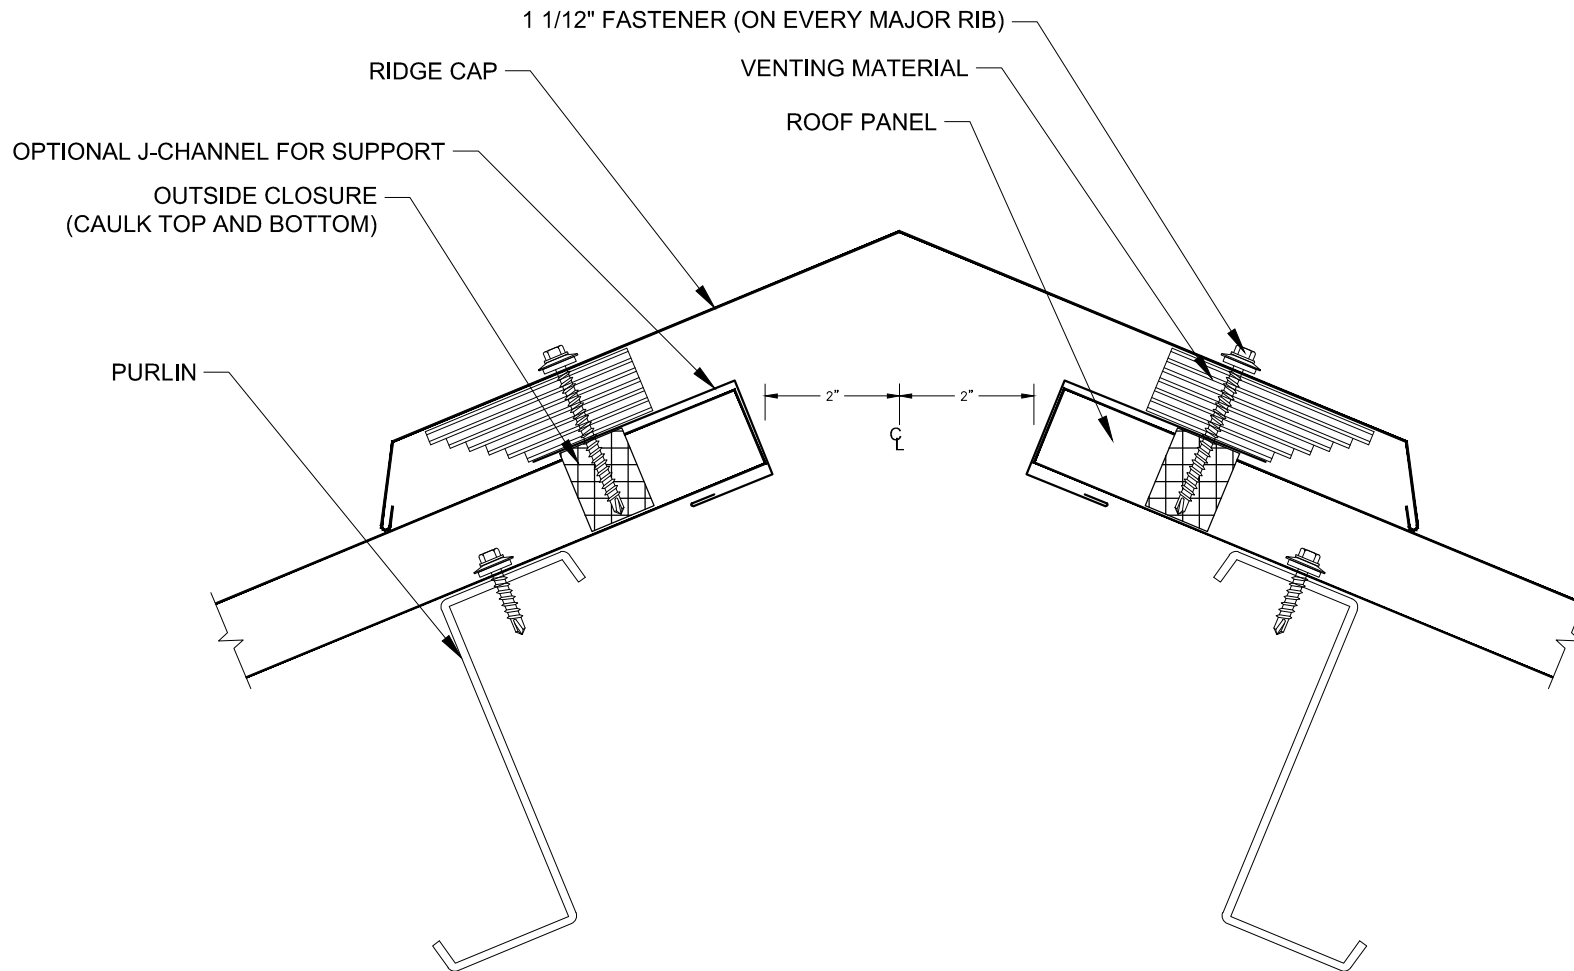 1 1/12" FASTENER (ON EVERY MAJOR RIB)
RIDGE CAP
VENTING MATERIAL
ROOF PANEL
OPTIONAL J-CHANNEL FOR SUPPORT
OUTSIDE CLOSURE
(CAULK TOP AND BOTTOM)
PURLIN
2"
2"
CL